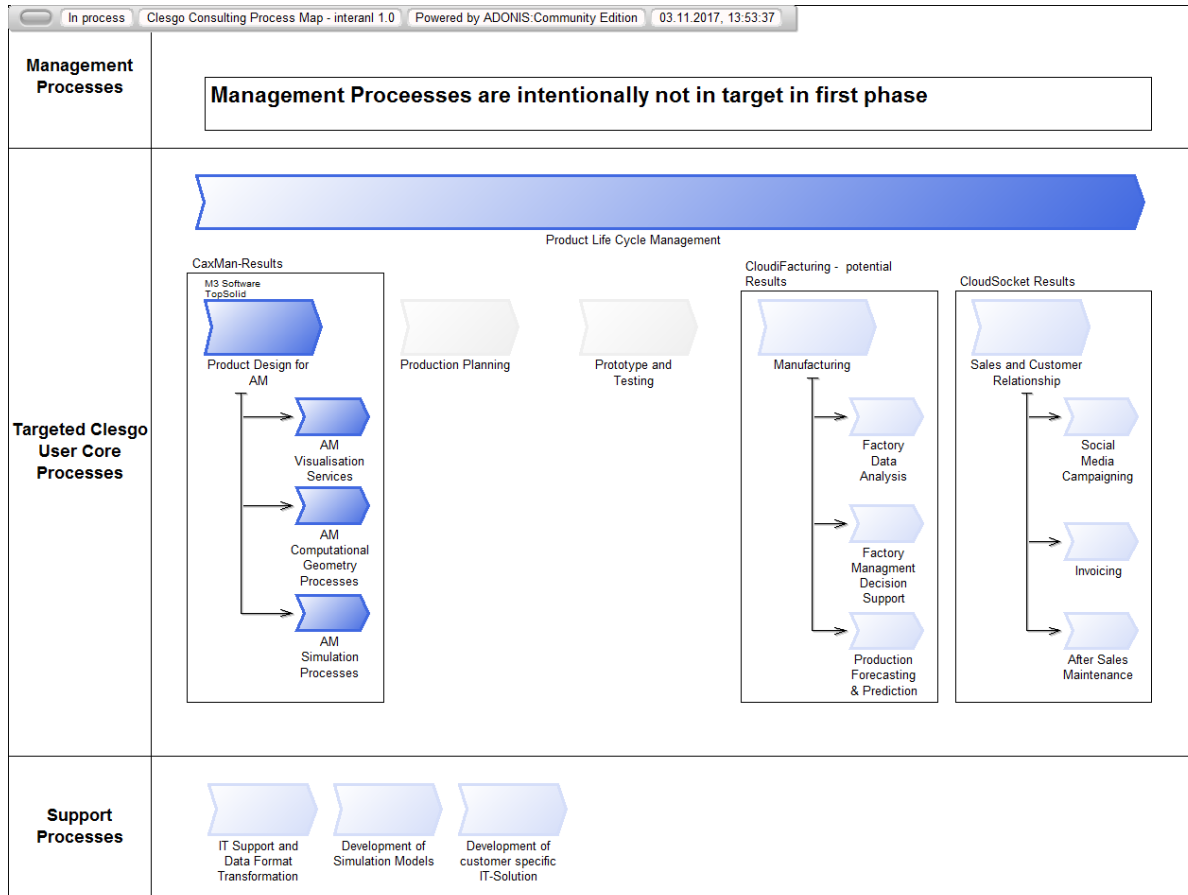 In process
Clesgo Consulting Process Map - interanl 1.0
Powered by ADONIS:Community Edition
03.11.2017, 13:53:37
Management
Processes
Management Proceesses are intentionally not in target in first phase
Targeted Clesgo
User Core
Processes
Product Life Cycle Management
CaxMan-Results
M3 Software
TopSolid
Product Design for
AM
AM
Visualisation
Services
AM
Computational
Geometry
Processes
AM
Simulation
Processes
Production Planning
Prototype and
Testing
CloudiFacturing - potential
Results
Manufacturing
Factory
Data
Analysis
Factory
Managment
Decision
Support
Production
Forecasting
& Prediction
CloudSocket Results
Sales and Customer
Relationship
Social
Media
Campaigning
Invoicing
After Sales
Maintenance
Support
Processes
IT Support and
Data Format
Transformation
Development of
Simulation Models
Development of
customer specific
IT-Solution